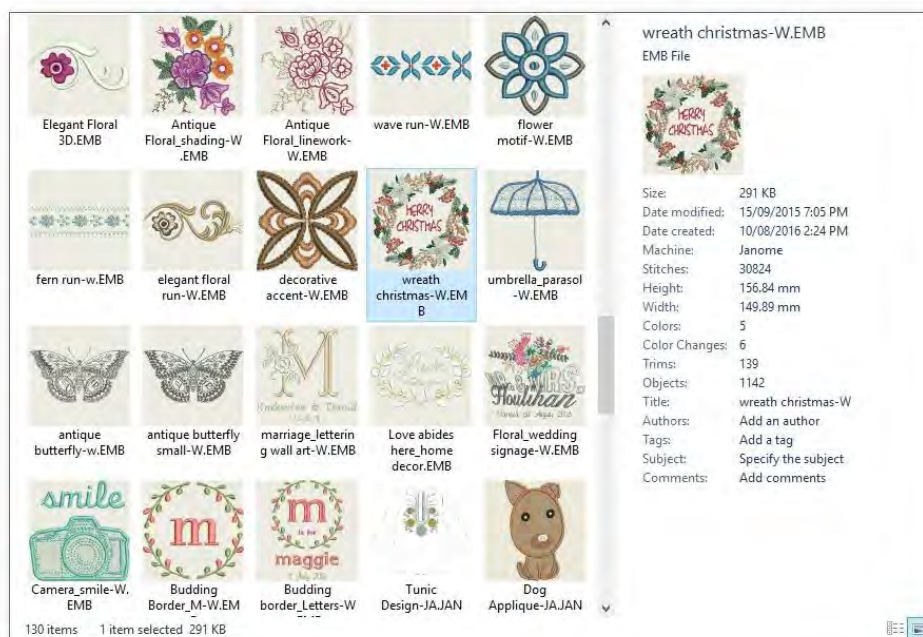 Elegant Floral
3D.EMB
Antique
Floral_shading-W
.EMB
Antique
Floral_linework-
W.EMB
wave run-W.EMB
flower
motif-W.EMB
fern run-w.EMB
elegant floral
run-W.EMB
decorative
accent-W.EMB
MERRY
CHRISTMAS
wreath
christmas-W.EM
B
umbrella_parasol
-W.EMB
antique
butterfly-w.EMB
antique butterfly
small-W.EMB
M
marriage_letterin
g wall art-W.EMB
Love abides
here_home
decor.EMB
& MRS.
Houlihan
Floral_wedding
signage-W.EMB
smile
Camera_smile-W.
EMB
m
Budding
Border_M-W.EM
m
is for
maggie
Budding
border_Letters-W
Tunic
Design-JA.JAN
Dog
Applique-JA.JAN
130 items 1 item selected 291 KB
wreath christmas-W.EMB
EMB File
MERRY
CHRISTMAS
Size: 291 KB
Date modified: 15/09/2015 7:05 PM
Date created: 10/08/2016 2:24 PM
Machine: Janome
Stitches: 30824
Height: 156.84 mm
Width: 149.89 mm
Colors: 5
Color Changes: 6
Trims: 139
Objects: 1142
Title: wreath christmas-W
Authors: Add an author
Tags: Add a tag
Subject: Specify the subject
Comments: Add comments